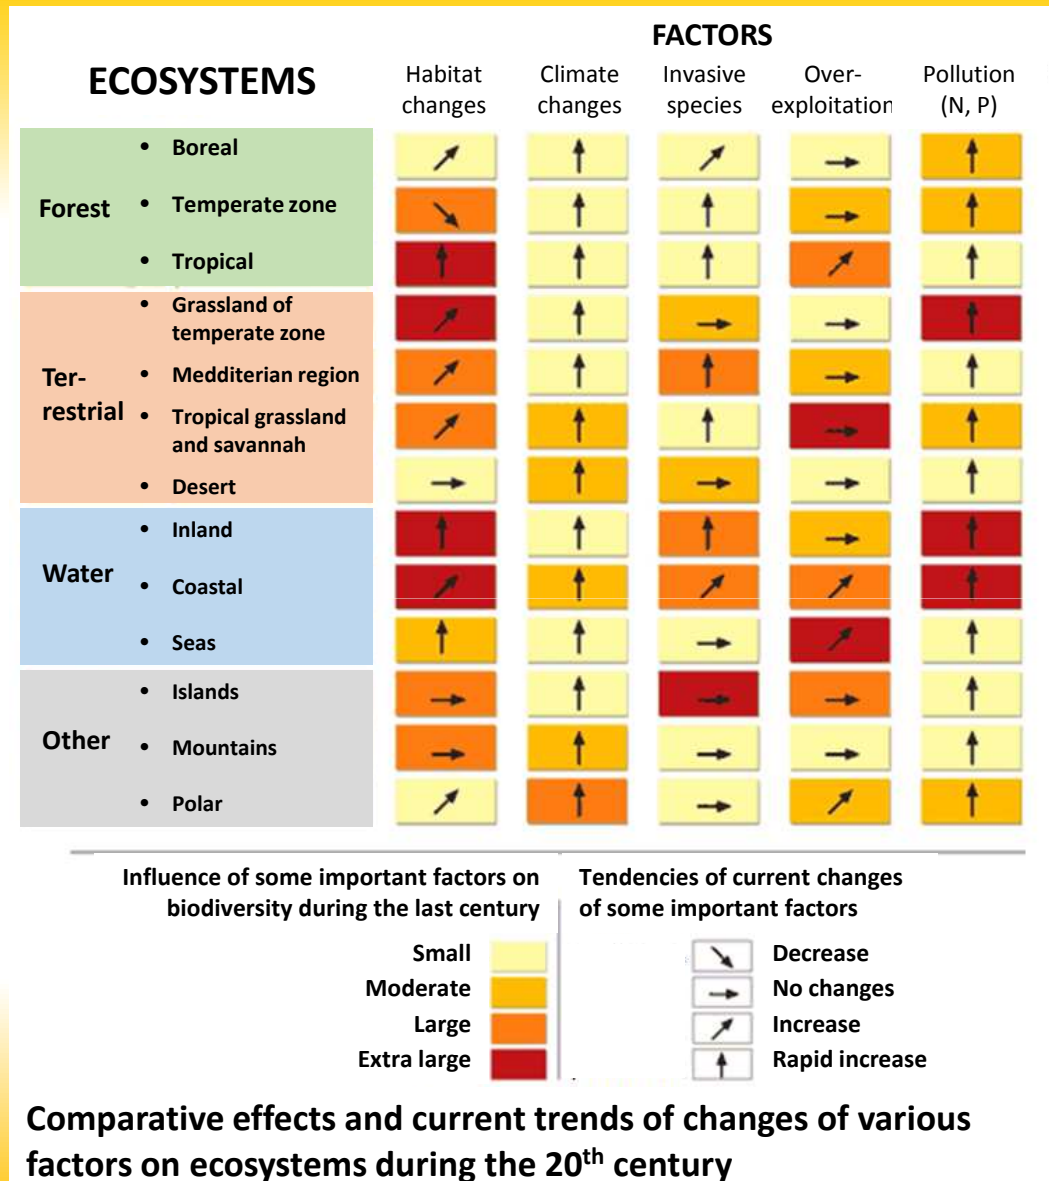 FACTORS
ECOSYSTEMS
Habitat changes
Climate changes
Invasive species
Over-exploitation
Pollution (N, P)
Forest
• Boreal
• Temperate zone
• Tropical
Ter-
restrial
• Grassland of
temperate zone
• Medditerian region
• Tropical grassland
and savannah
• Desert
Water
• Inland
• Coastal
• Seas
Other
• Islands
• Mountains
• Polar
Influence of some important factors on
biodiversity during the last century
Small
Moderate
Large
Extra large
Tendencies of current changes
of some important factors
Decrease
No changes
Increase
Rapid increase
Comparative effects and current trends of changes of various
factors on ecosystems during the 20th century